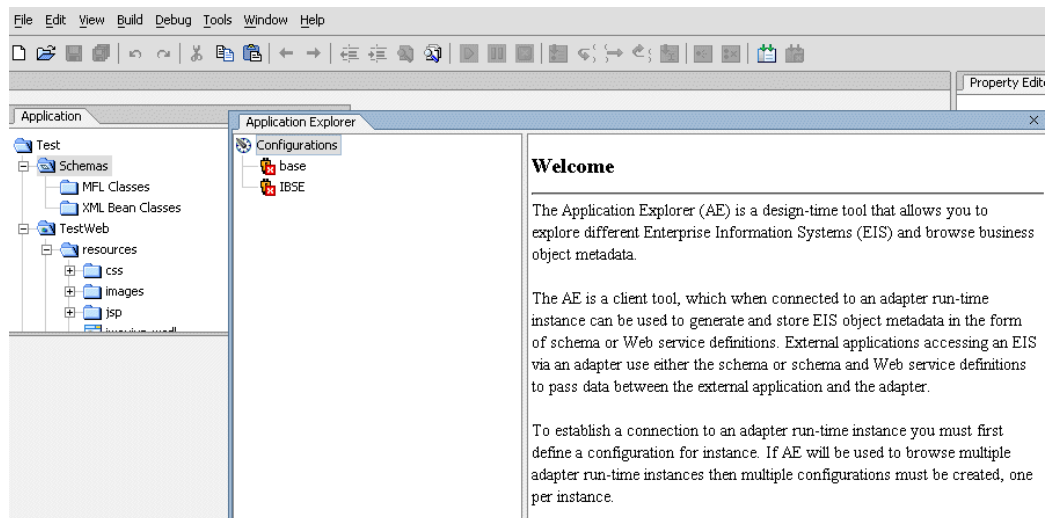 File Edit View Build Debug Tools Window Help
Property Edit
Application
Test
Schemas
MFL Classes
XML Bean Classes
TestWeb
resources
css
images
jsp
Application Explorer
Configurations
base
IBSE
Welcome
The Application Explorer (AE) is a design-time tool that allows you to
explore different Enterprise Information Systems (EIS) and browse business
object metadata.
The AE is a client tool, which when connected to an adapter run-time
instance can be used to generate and store EIS object metadata in the form
of schema or Web service definitions. External applications accessing an EIS
via an adapter use either the schema or schema and Web service definitions
to pass data between the external application and the adapter.
To establish a connection to an adapter run-time instance you must first
define a configuration for instance. If AE will be used to browse multiple
adapter run-time instances then multiple configurations must be created, one
per instance.